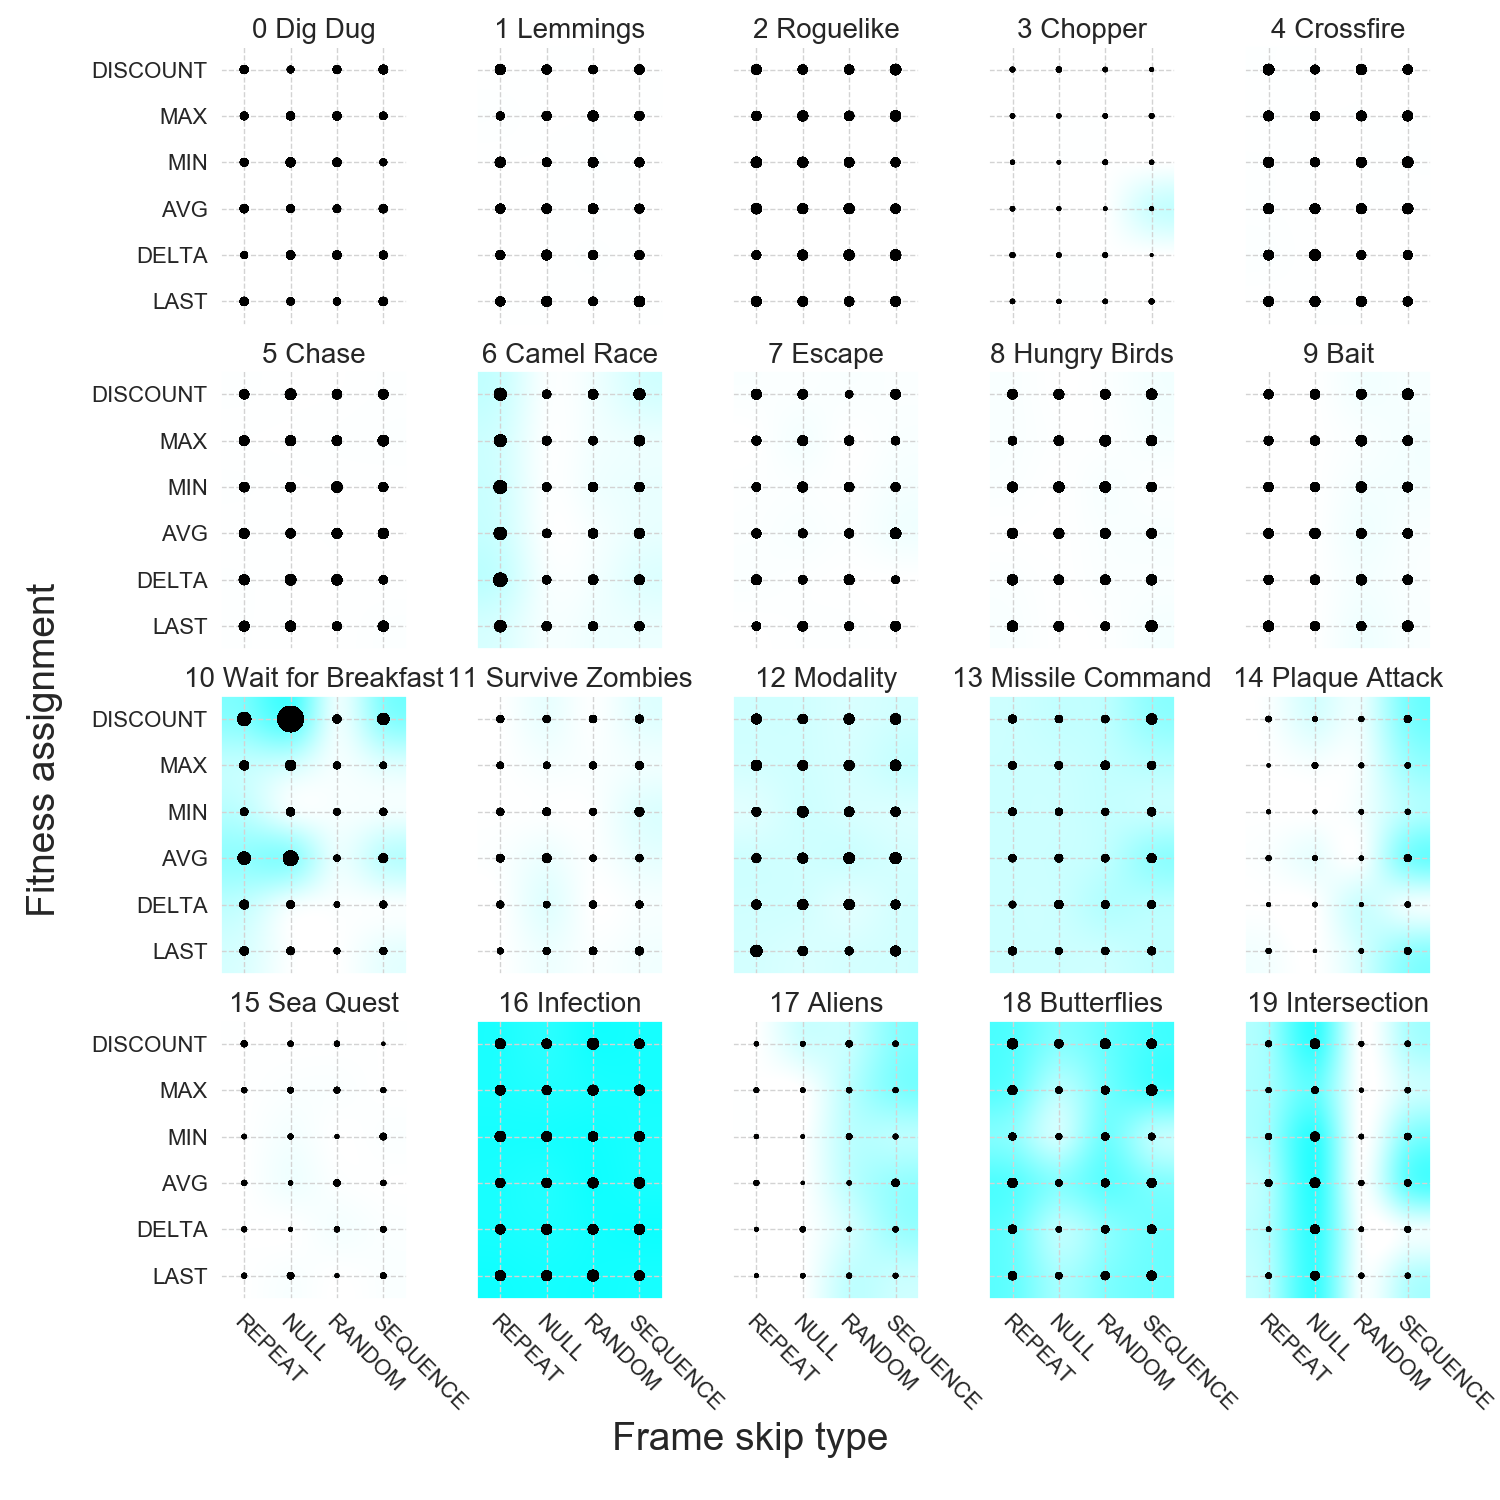 0 Dig Dug
1 Lemmings
2 Roguelike
3 Chopper
4 Crossfire
DISCOUNT
MAX
MIN
AVG
DELTA
LAST
5 Chase
6 Camel Race
7 Escape
8 Hungry Birds
9 Bait
DISCOUNT
MAX
MIN
AVG
DELTA
LAST
10 Wait for Breakfast
11 Survive Zombies
12 Modality
13 Missile Command
14 Plaque Attack
DISCOUNT
MAX
MIN
AVG
DELTA
LAST
15 Sea Quest
16 Infection
17 Aliens
18 Butterflies
19 Intersection
DISCOUNT
MAX
MIN
AVG
DELTA
LAST
REPEAT
NULL
RANDOM
SEQUENCE
REPEAT
NULL
RANDOM
SEQUENCE
REPEAT
NULL
RANDOM
SEQUENCE
REPEAT
NULL
RANDOM
SEQUENCE
REPEAT
NULL
RANDOM
SEQUENCE
Fitness assignment
Frame skip type